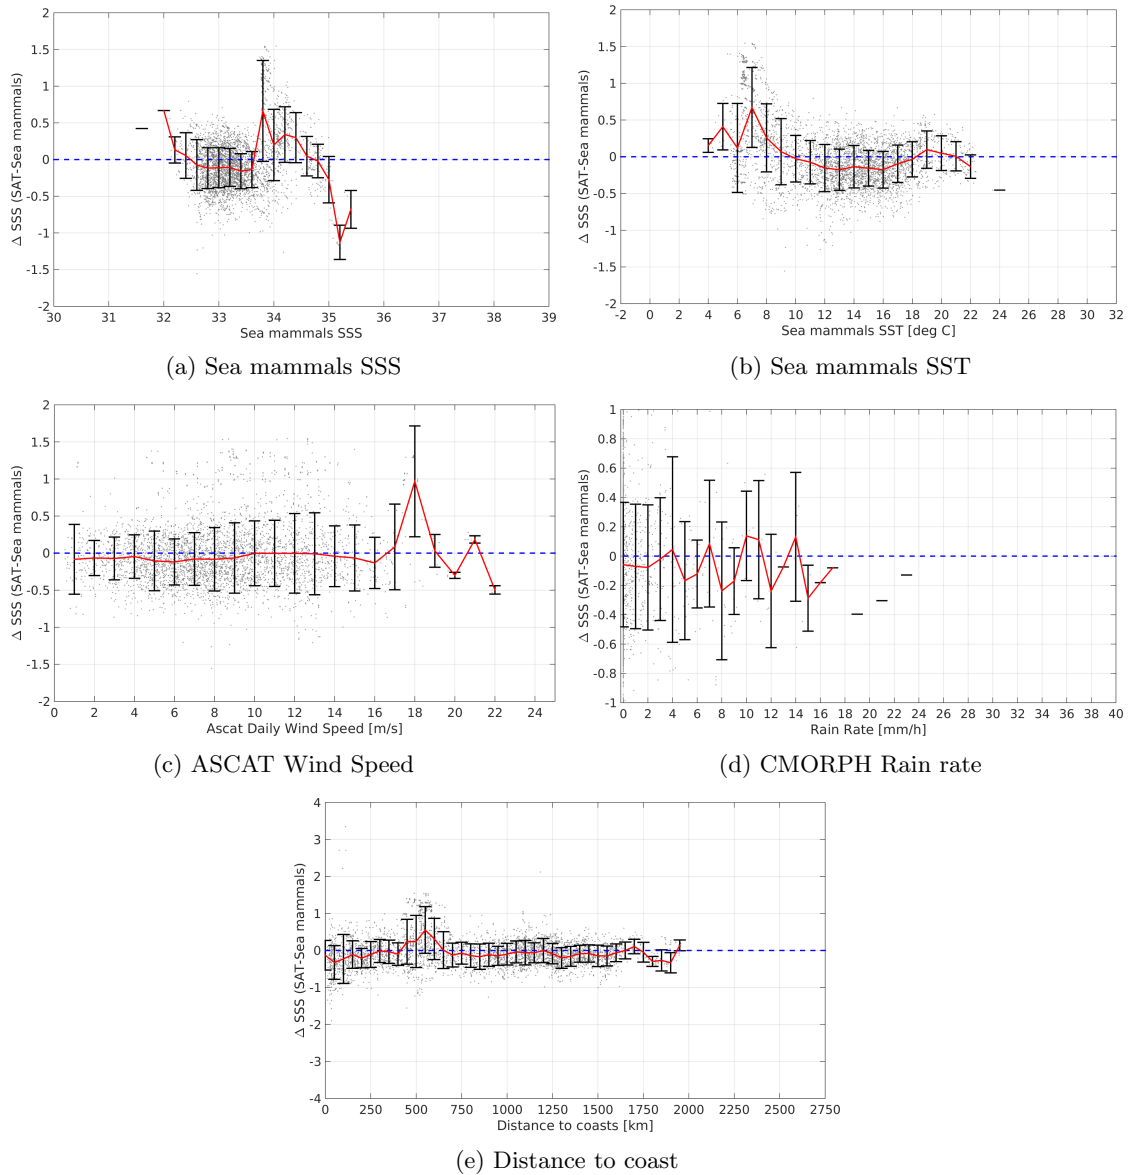 2
1.5
1
0.5
0
-0.5
-1
-1.5
-2
Δ SSS (SAT-Sea mammals)
30 31 32 33 34 35 36 37 38 39
Sea mammals SSS
(a) Sea mammals SSS
2
1.5
1
0.5
0
-0.5
-1
-1.5
-2
Δ SSS (SAT-Sea mammals)
-2 0 2 4 6 8 10 12 14 16 18 20 22 24 26 28 30 32
Sea mammals SST [deg C]
(b) Sea mammals SST
2
1.5
1
0.5
0
-0.5
-1
-1.5
-2
Δ SSS (SAT-Sea mammals)
0 2 4 6 8 10 12 14 16 18 20 22 24
Ascat Daily Wind Speed [m/s]
(c) ASCAT Wind Speed
1
0.8
0.6
0.4
0.2
0
-0.2
-0.4
-0.6
-0.8
-1
Δ SSS (SAT-Sea mammals)
0 2 4 6 8 10 12 14 16 18 20 22 24 26 28 30 32 34 36 38 40
Rain Rate [mm/h]
(d) CMORPH Rain rate
4
3
2
1
0
-1
-2
-3
-4
Δ SSS (SAT-Sea mammals)
0 250 500 750 1000 1250 1500 1750 2000 2250 2500 2750
Distance to coasts [km]
(e) Distance to coast